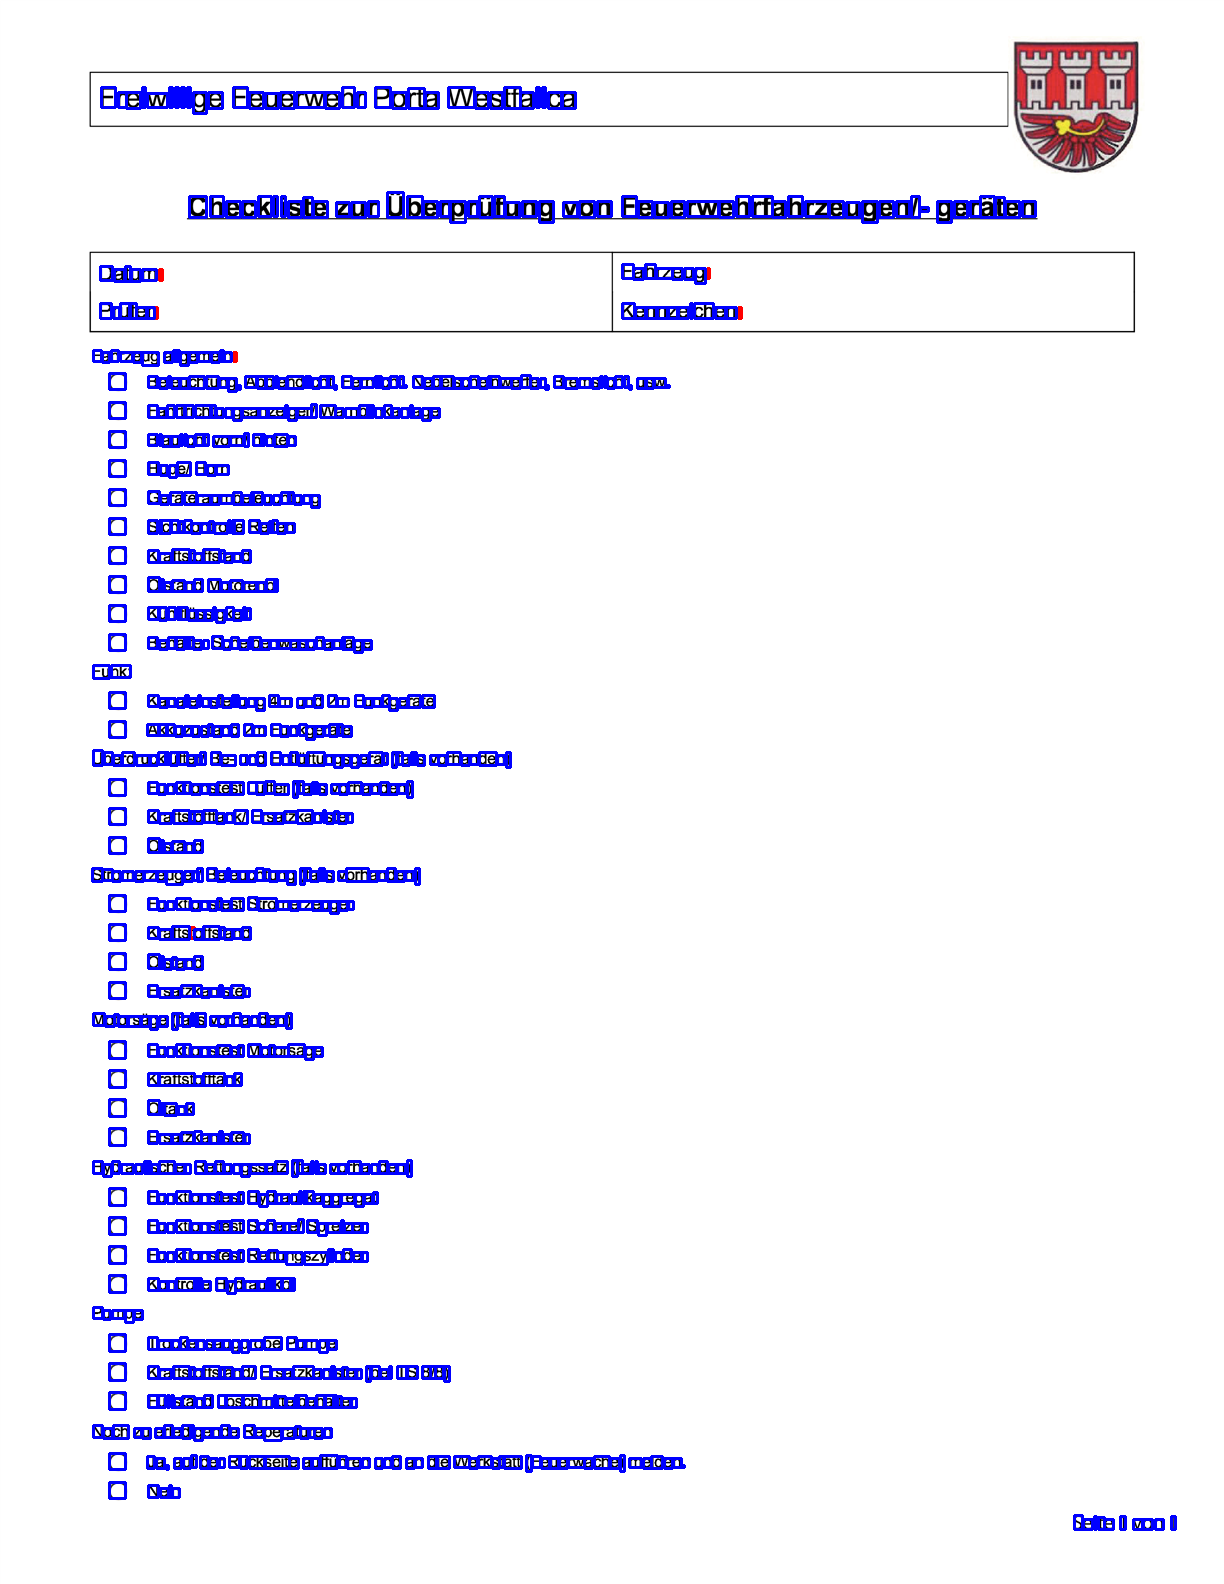 Freiwillige Feuerwehr Porta Westfalica
Checkliste zur Überprüfung von Feuerwehrfahrzeugen/- geräten
Datum:
Fahrzeug:
Prüfer:
Kennzeichen:
Fahrzeug allgemein:
Beleuchtung, Abblendlicht, Fernlicht. Nebelscheinwerfer, Bremslicht, usw.
Fahrtrichtungsanzeiger/ Warnblinkanlage
Blaulicht vorn/ hinten
Hupe/ Horn
Geräteraumbeleuchtung
Sichtkontrolle Reifen
Kraftstoffstand
Ölstand Motorenöl
Kühlflüssigkeit
Behälter Scheibenwaschanlage
Funk:
Kanaleinstellung 4m und 2m Funkgeräte
Akkuzustand 2m Funkgeräte
Überdrucklüfter/ Be- und Entlüftungsgerät (falls vorhanden)
Funktionstest Lüfter (falls vorhanden)
Kraftstofftank/ Ersatzkanister
Ölstand
Stromerzeuger/ Beleuchtung (falls vorhanden)
Funktionstest Stromerzeuger
Kraftstoffstand
Ölstand
Ersatzkanister
Motorsäge (falls vorhanden)
Funktionstest Motorsäge
Kraftstofftank
Öltank
Ersatzkanister
Hydraulischer Rettungssatz (falls vorhanden)
Funktionstest Hydraulikaggregat
Funktionstest Schere/ Spreizer
Funktionstest Rettungszylinder
Kontrolle Hydrauliköl
Pumpe
Trockensaugprobe Pumpe
Kraftstoffstand/ Ersatzkanister (bei TS 8/8)
Füllstand Löschmittelbehälter
Noch zu erledigende Reperaturen
Ja, auf der Rückseite aufführen und an die Werkstatt (Feuerwache) melden.
Nein
Seite 1 von 1